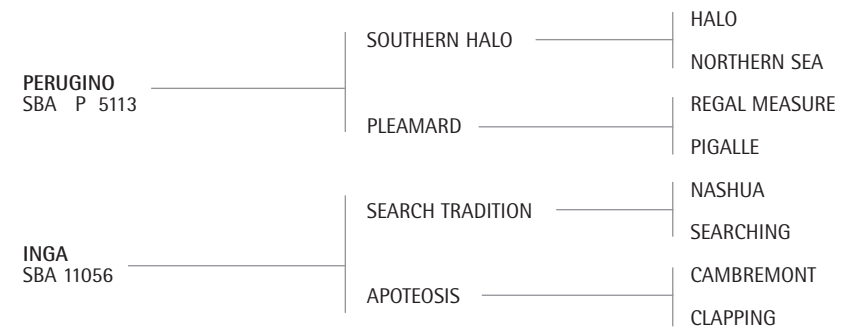 HALO
SOUTHERN HALO
NORTHERN SEA
PERUGINO
SBA P 5113
REGAL MEASURE
PLEAMARD
PIGALLE
NASHUA
SEARCH TRADITION
SEARCHING
INGA
SBA 11056
CAMBREMONT
APOTEOSIS
CLAPPING